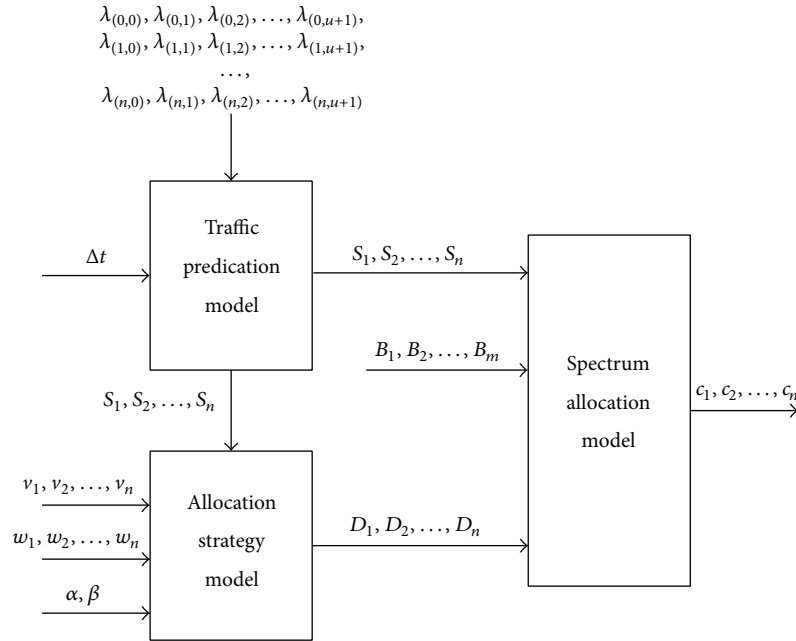 λ(0,0), λ(0,1), λ(0,2), . . . , λ(0,u+1),
λ(1,0), λ(1,1), λ(1,2), . . . , λ(1,u+1),
. . . ,
λ(n,0), λ(n,1), λ(n,2), . . . , λ(n,u+1)
Traffic
predication
model
Δt
S1, S2, . . . , Sn
B1, B2, . . . , Bm
Spectrum
allocation
model
c1, c2, . . . , cn
S1, S2, . . . , Sn
v1, v2, . . . , vn
w1, w2, . . . , wn
α, β
Allocation
strategy
model
D1, D2, . . . , Dn